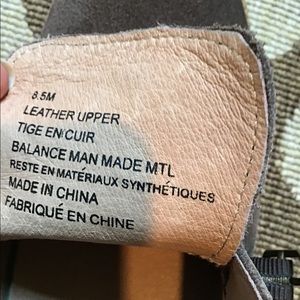 8.5M
LEATHER UPPER
TIGE EN CUIR
BALANCE MAN MADE MTL
RESTE EN MATÉRIAUX SYNTHÉTIQUES
MADE IN CHINA
FABRIQUÉ EN CHINE